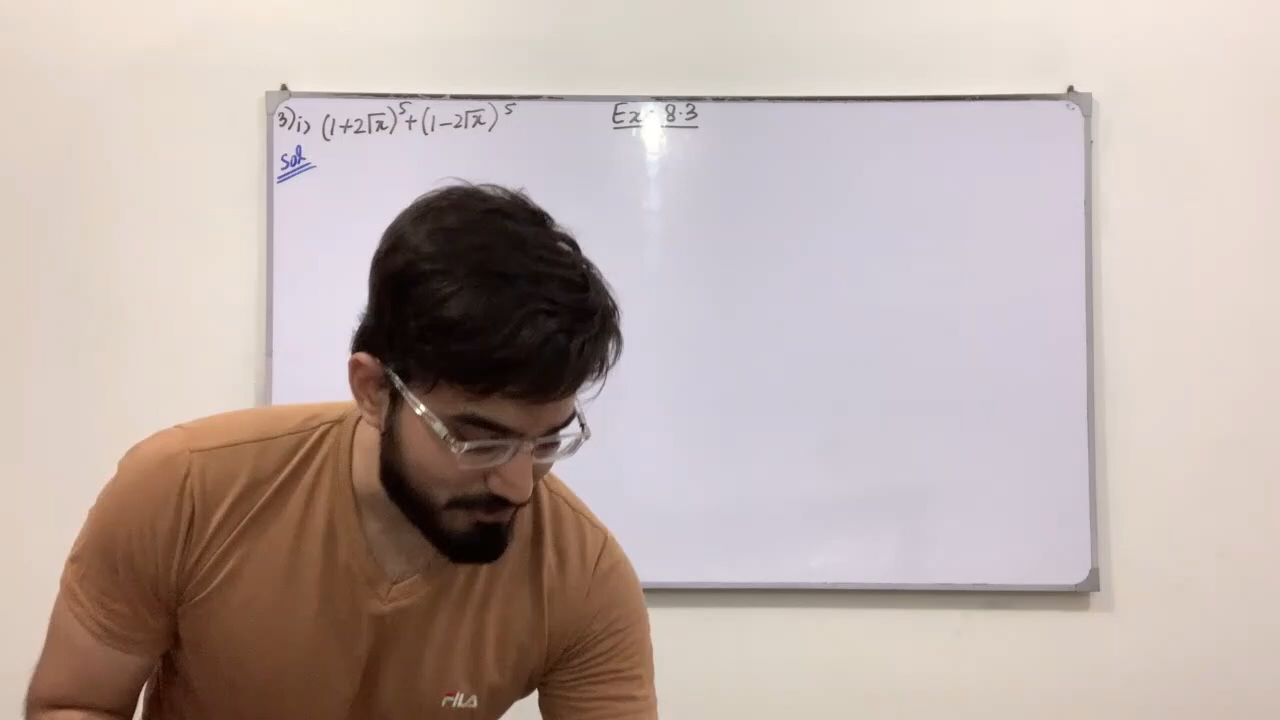 3) i) (1+2√x)⁵+(1-2√x)⁵
Ex 8.3
Sol
FILA